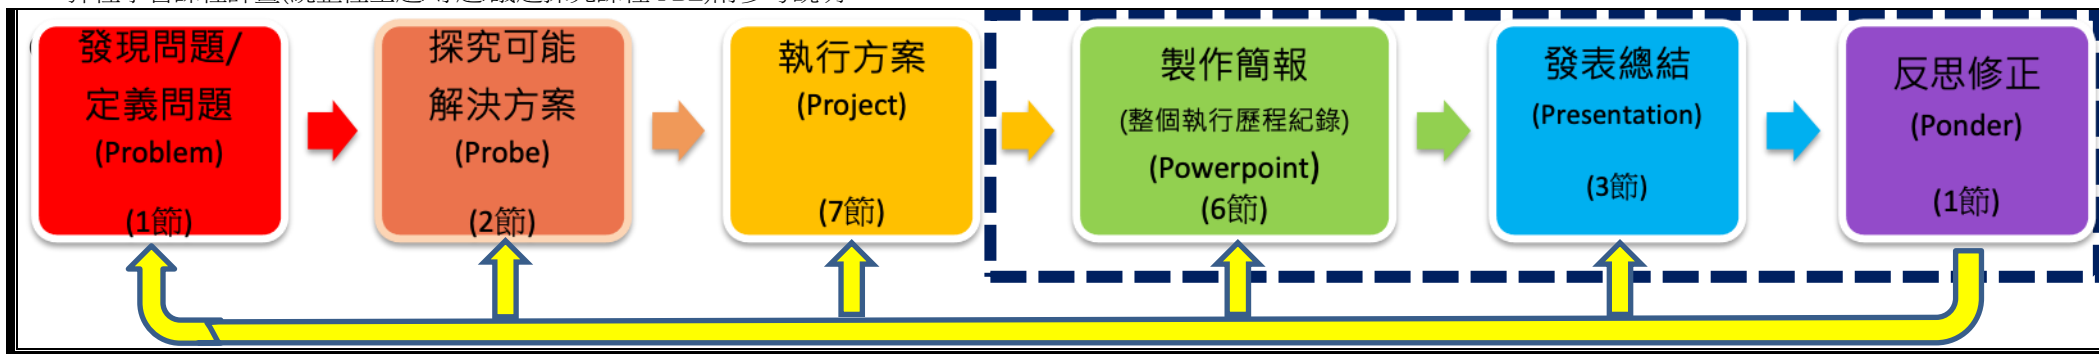 發現問題/
定義問題
(Problem)
(1節)
探究可能
解決方案
(Probe)
(2節)
執行方案
(Project)
(7節)
製作簡報
(整個執行歷程紀錄)
(Powerpoint)
(6節)
發表總結
(Presentation)
(3節)
反思修正
(Ponder)
(1節)